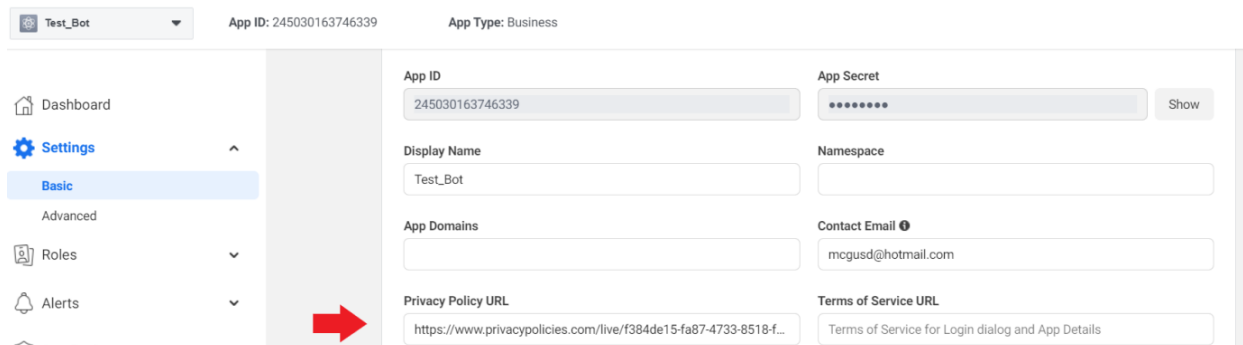 Test_Bot
App ID: 245030163746339
App Type: Business
Dashboard
Settings
Basic
Advanced
Roles
Alerts
App ID
App Secret
245030163746339
●●●●●●●●
Show
Display Name
Namespace
Test_Bot
App Domains
Contact Email
mcgusd@hotmail.com
Privacy Policy URL
Terms of Service URL
https://www.privacypolicies.com/live/f384de15-fa87-4733-8518-f...
Terms of Service for Login dialog and App Details